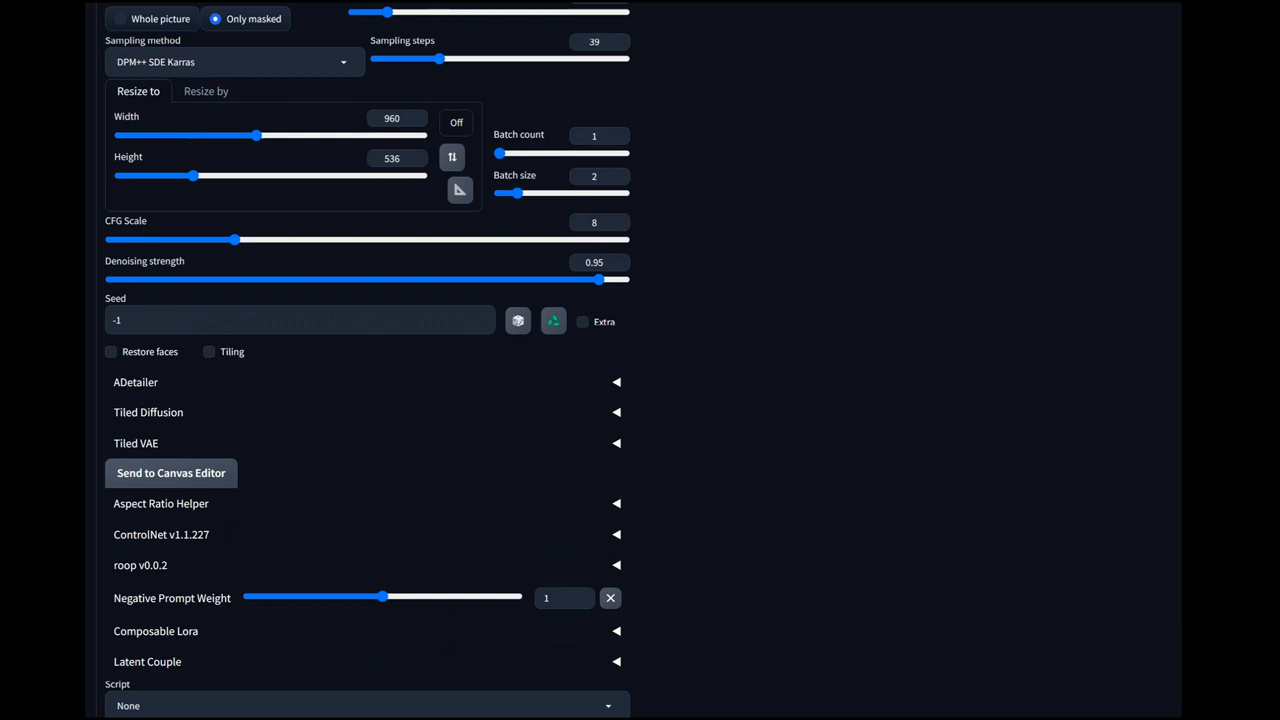 Whole picture
Only masked
Sampling method
Sampling steps
39
DPM++ SDE Karras
Resize to
Resize by
Width
960
Off
Height
536
Batch count
1
Batch size
2
CFG Scale
8
Denoising strength
0.95
Seed
-1
Extra
Restore faces
Tiling
ADetailer
Tiled Diffusion
Tiled VAE
Send to Canvas Editor
Aspect Ratio Helper
ControlNet v1.1.227
roop v0.0.2
Negative Prompt Weight
1
Composable Lora
Latent Couple
Script
None